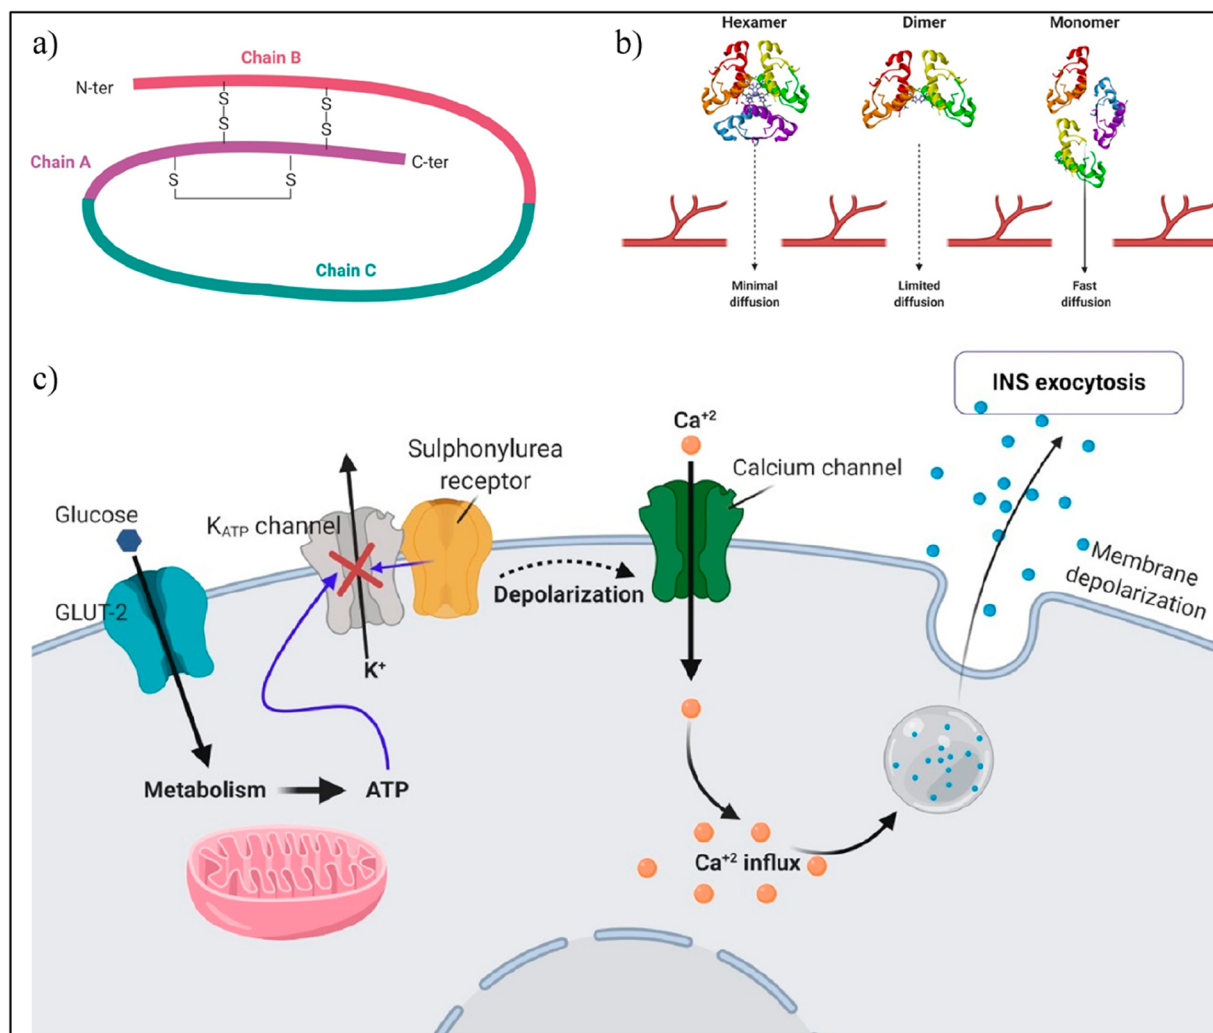 a)
Chain B
N-ter
S
S
S
S
Chain A
C-ter
S
S
Chain C
b)
Hexamer
Dimer
Monomer
Minimal
diffusion
Limited
diffusion
Fast
diffusion
c)
INS exocytosis
Ca+2
Sulphonylurea
receptor
Calcium channel
Glucose
KATP channel
GLUT-2
Depolarization
Membrane
depolarization
K+
Metabolism
ATP
Ca+2 influx